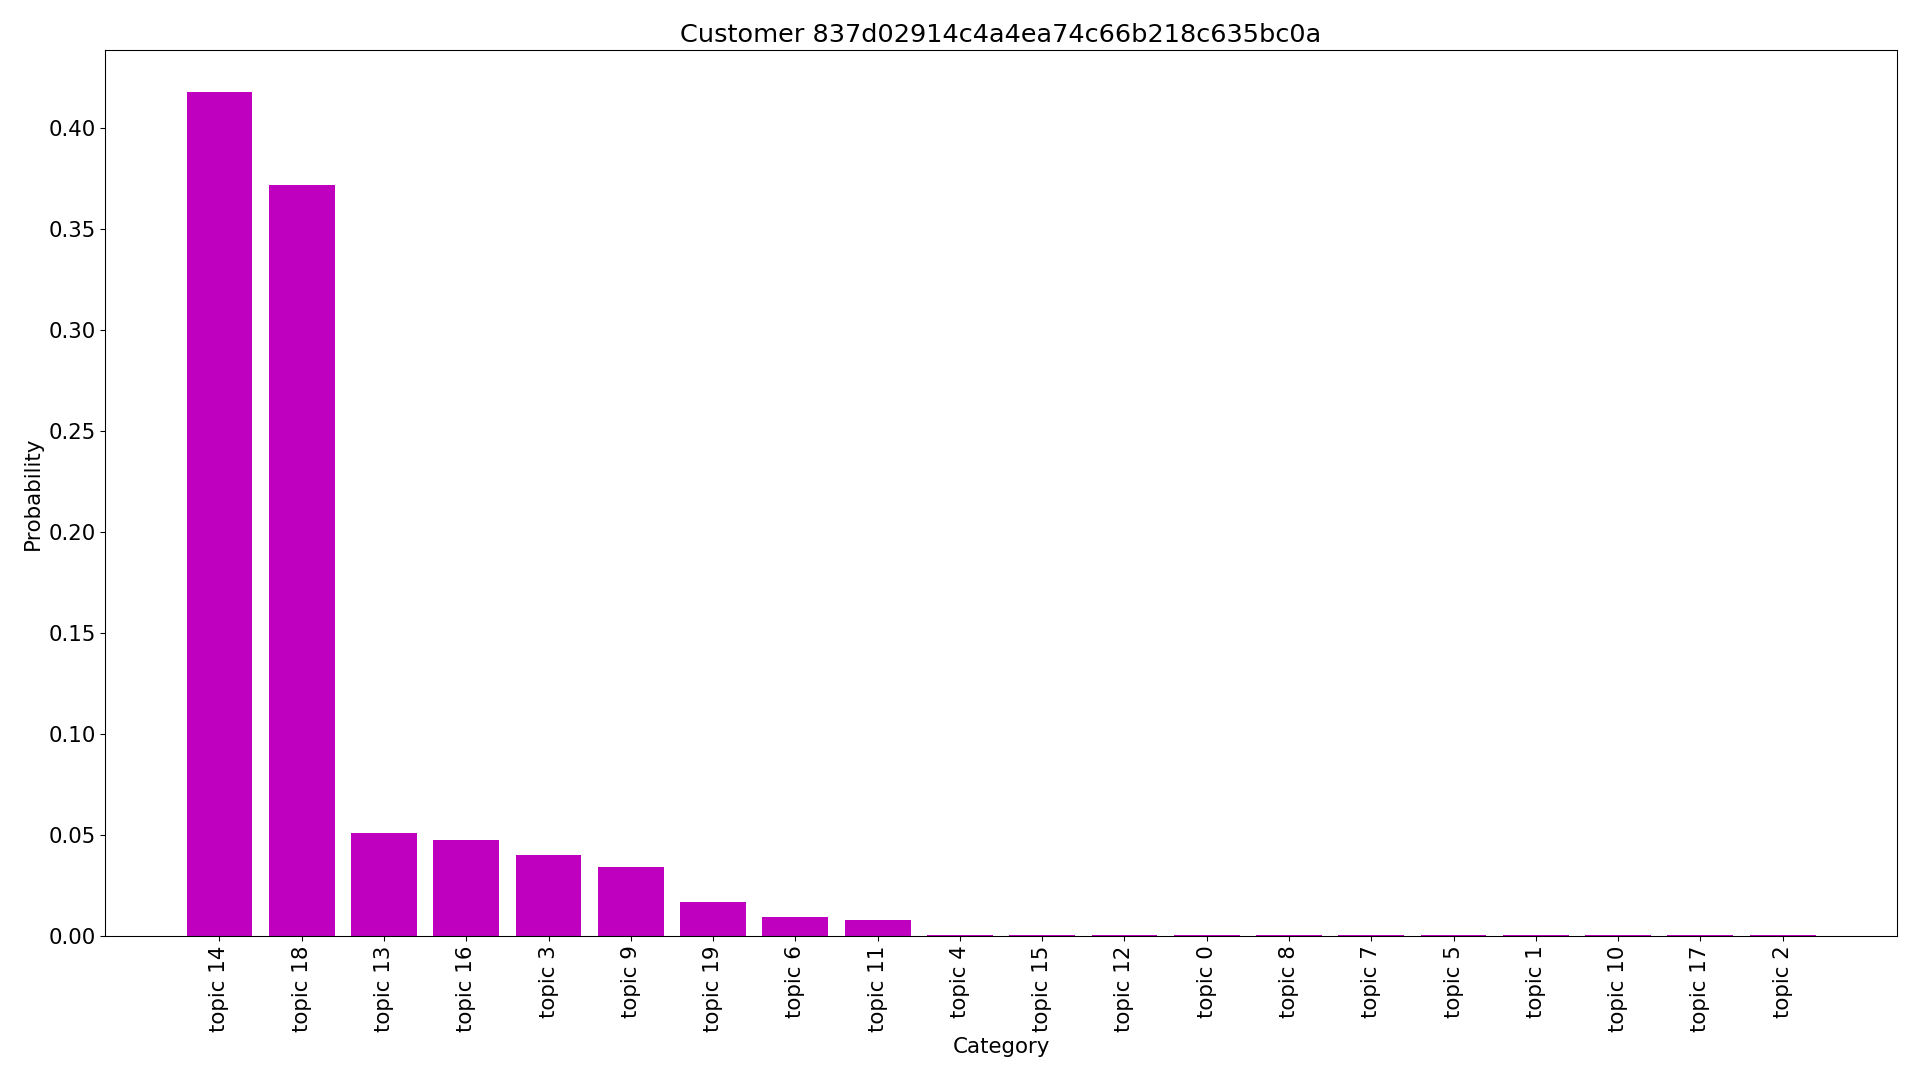 Customer 837d02914c4a4ea74c66b218c635bc0a
Probability
0.40
0.35
0.30
0.25
0.20
0.15
0.10
0.05
0.00
topic 14
topic 18
topic 13
topic 16
topic 3
topic 9
topic 19
topic 6
topic 11
topic 4
topic 15
topic 12
topic 0
topic 8
topic 7
topic 5
topic 1
topic 10
topic 17
topic 2
Category